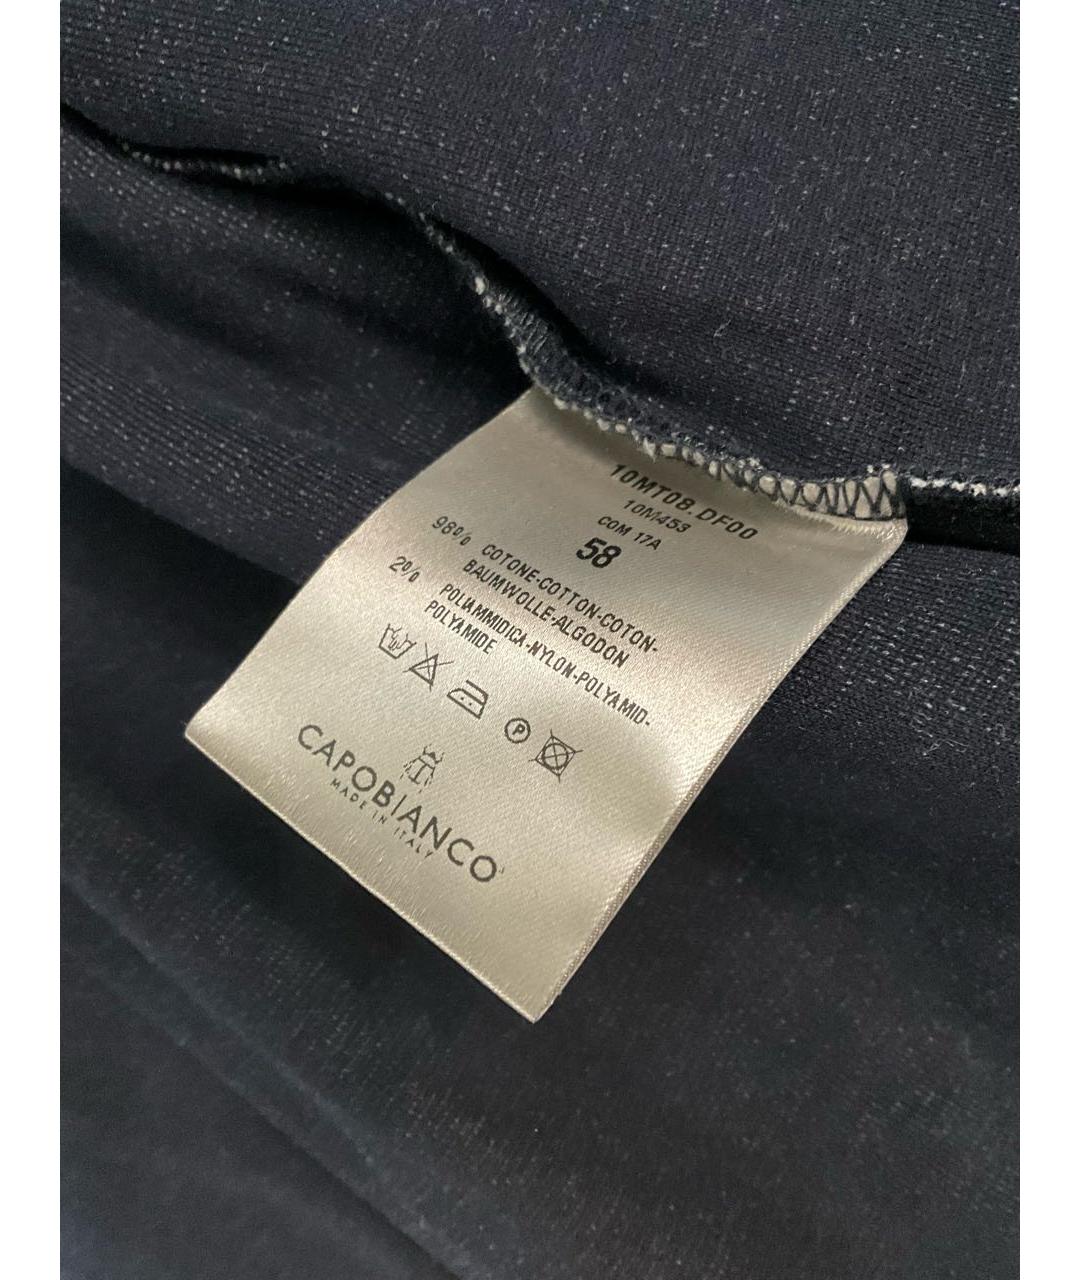 10MT08.DF00
10M453
COM 17A
58
98% COTONE-COTTON-COTON-
BAUMWOLLE-ALGODON
2% POLIAMMIDICA-NYLON-POLYAMID-
POLYAMIDE
P
CAPOBIANCO
MADE IN ITALY